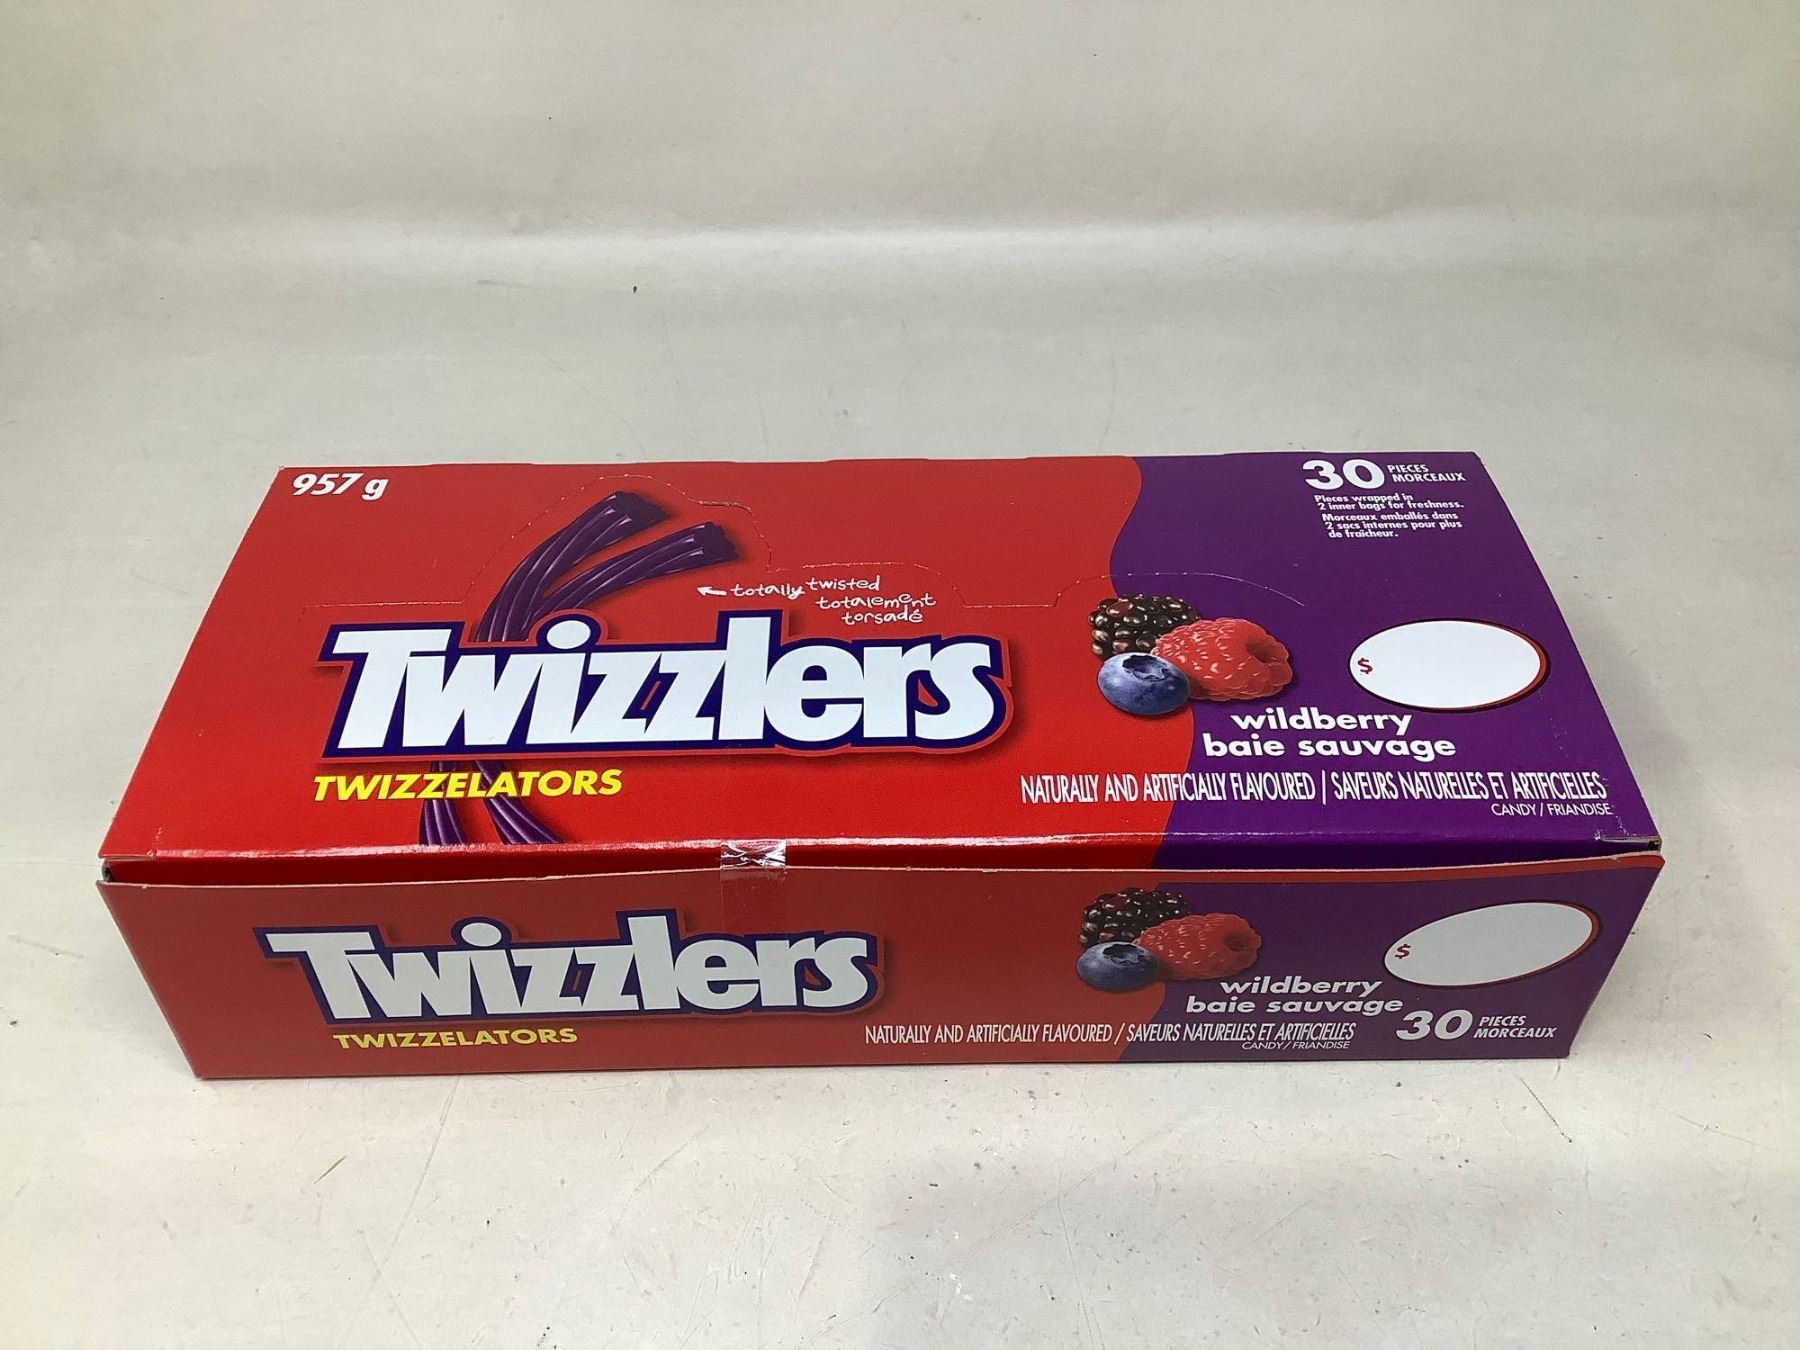 957 g
30 PIECES
MORCEAUX
Pieces wrapped in
2 inner bags for freshness.
Morceaux emballés dans
2 sacs internes pour plus
de fraîcheur.
totally twisted
totalement
torsadé
Twizzlers
TWIZZELATORS
$
wildberry
baie sauvage
NATURALLY AND ARTIFICIALLY FLAVOURED / SAVEURS NATURELLES ET ARTIFICIELLES
CANDY / FRIANDISE
Twizzlers
TWIZZELATORS
$
wildberry
baie sauvage
NATURALLY AND ARTIFICIALLY FLAVOURED / SAVEURS NATURELLES ET ARTIFICIELLES
CANDY / FRIANDISE
30 PIECES
MORCEAUX